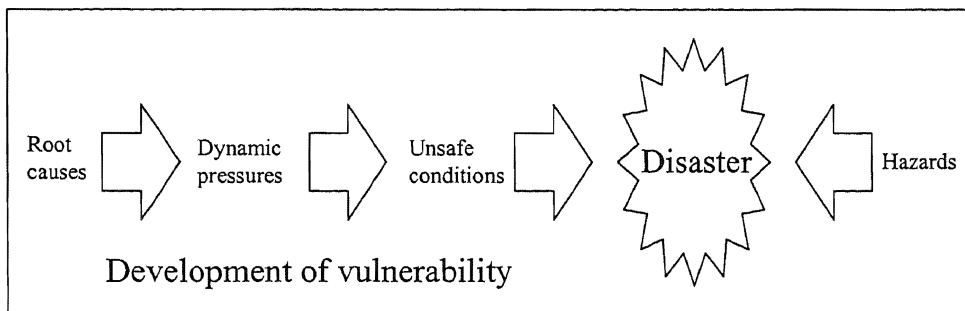 Root
causes
Dynamic
pressures
Unsafe
conditions
Disaster
Hazards
Development of vulnerability